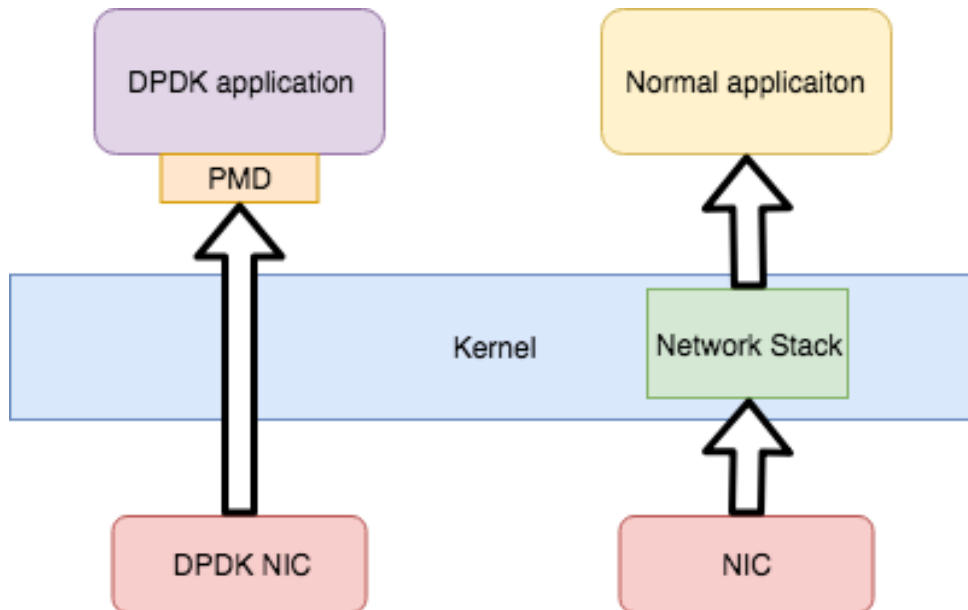 DPDK application
Normal applicaiton
PMD
Kernel
Network Stack
DPDK NIC
NIC